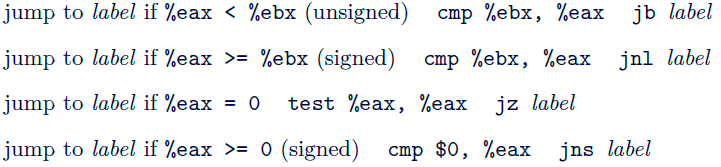 jump to label if %eax < %ebx (unsigned) cmp %ebx, %eax jb label
jump to label if %eax >= %ebx (signed) cmp %ebx, %eax jnl label
jump to label if %eax = 0 test %eax, %eax jz label
jump to label if %eax >= 0 (signed) cmp $0, %eax jns label